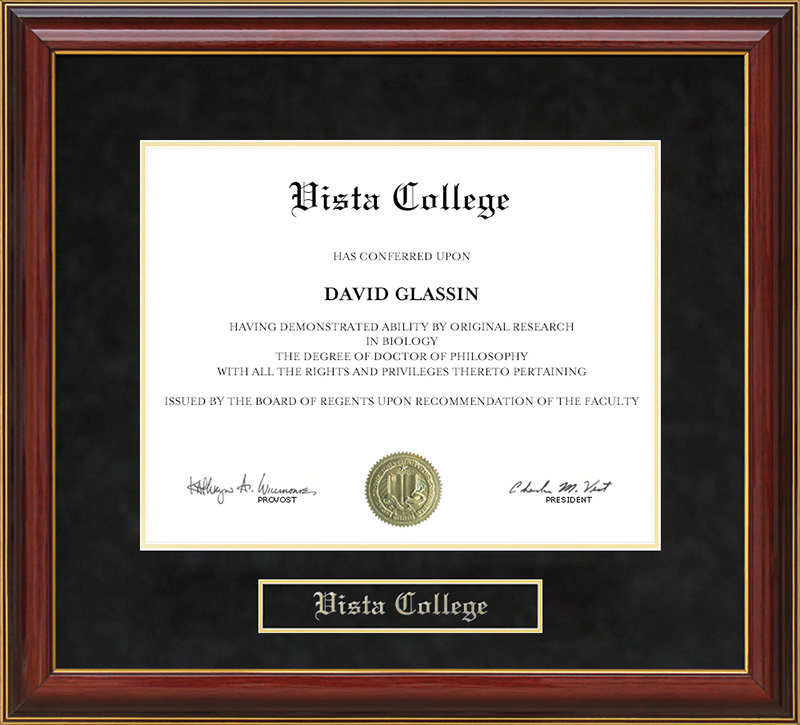 Vista College
HAS CONFERRED UPON
DAVID GLASSIN
HAVING DEMONSTRATED ABILITY BY ORIGINAL RESEARCH
IN BIOLOGY
THE DEGREE OF DOCTOR OF PHILOSOPHY
WITH ALL THE RIGHTS AND PRIVILEGES THERETO PERTAINING
ISSUED BY THE BOARD OF REGENTS UPON RECOMMENDATION OF THE FACULTY
PROVOST
Charles M. Vest
PRESIDENT
Vista College